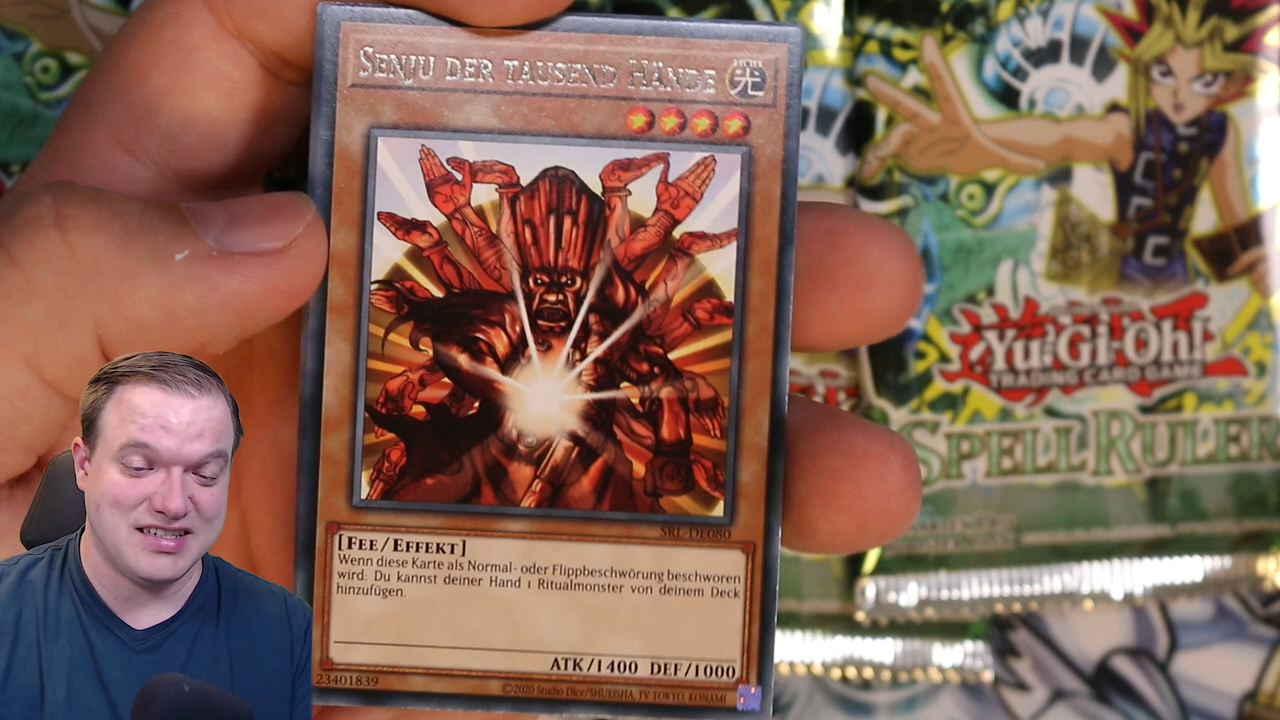 SENJU DER TAUSEND HÄNDE
LICHT
光
SRL-DE080
[FEE/EFFEKT]
Wenn diese Karte als Normal- oder Flippbeschwörung beschworen
wird: Du kannst deiner Hand 1 Ritualmonster von deinem Deck
hinzufügen.
ATK/1400 DEF/1000
23401839
©2020 Studio Dice/SHUEISHA, TV TOKYO, KONAMI
Yu-Gi-Oh!
TRADING CARD GAME
SPELL RULER